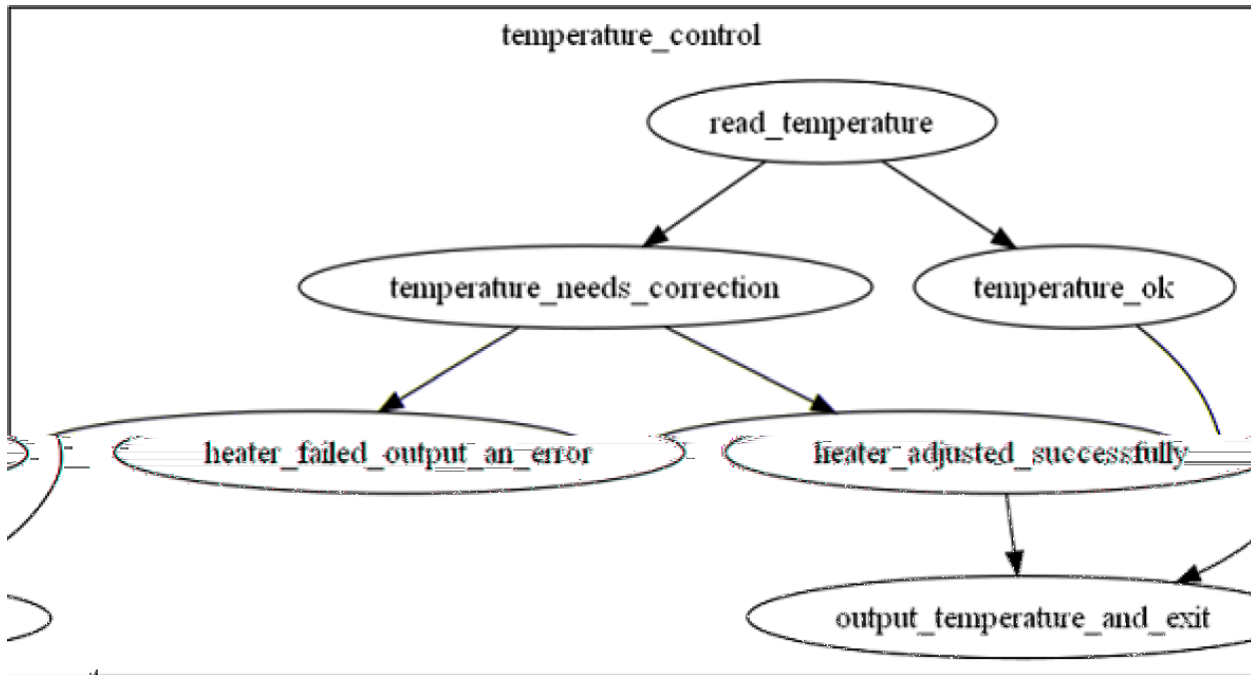 temperature_control
read_temperature
temperature_needs_correction
temperature_ok
heater_failed_output_an_error
heater_adjusted_successfully
output_temperature_and_exit